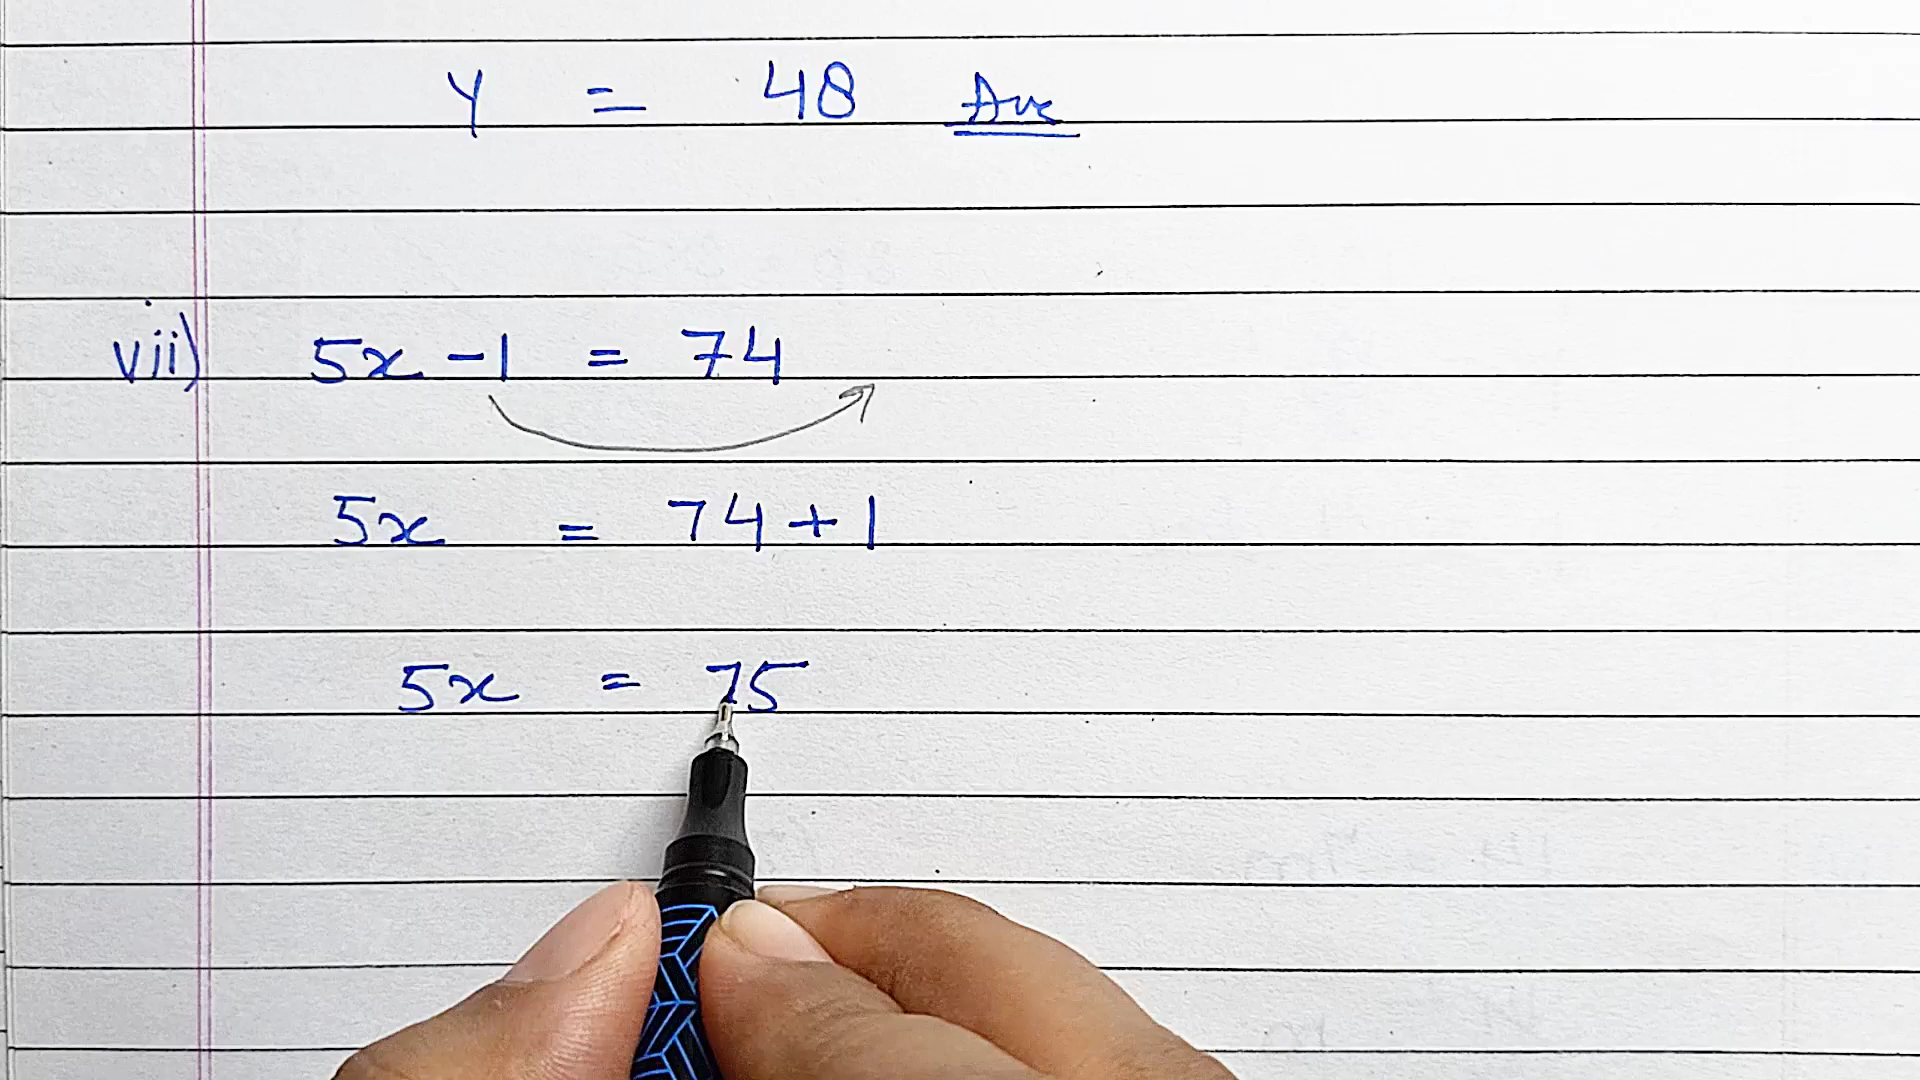 y = 48 Ans
vii) 5x - 1 = 74
5x = 74 + 1
5x = 75